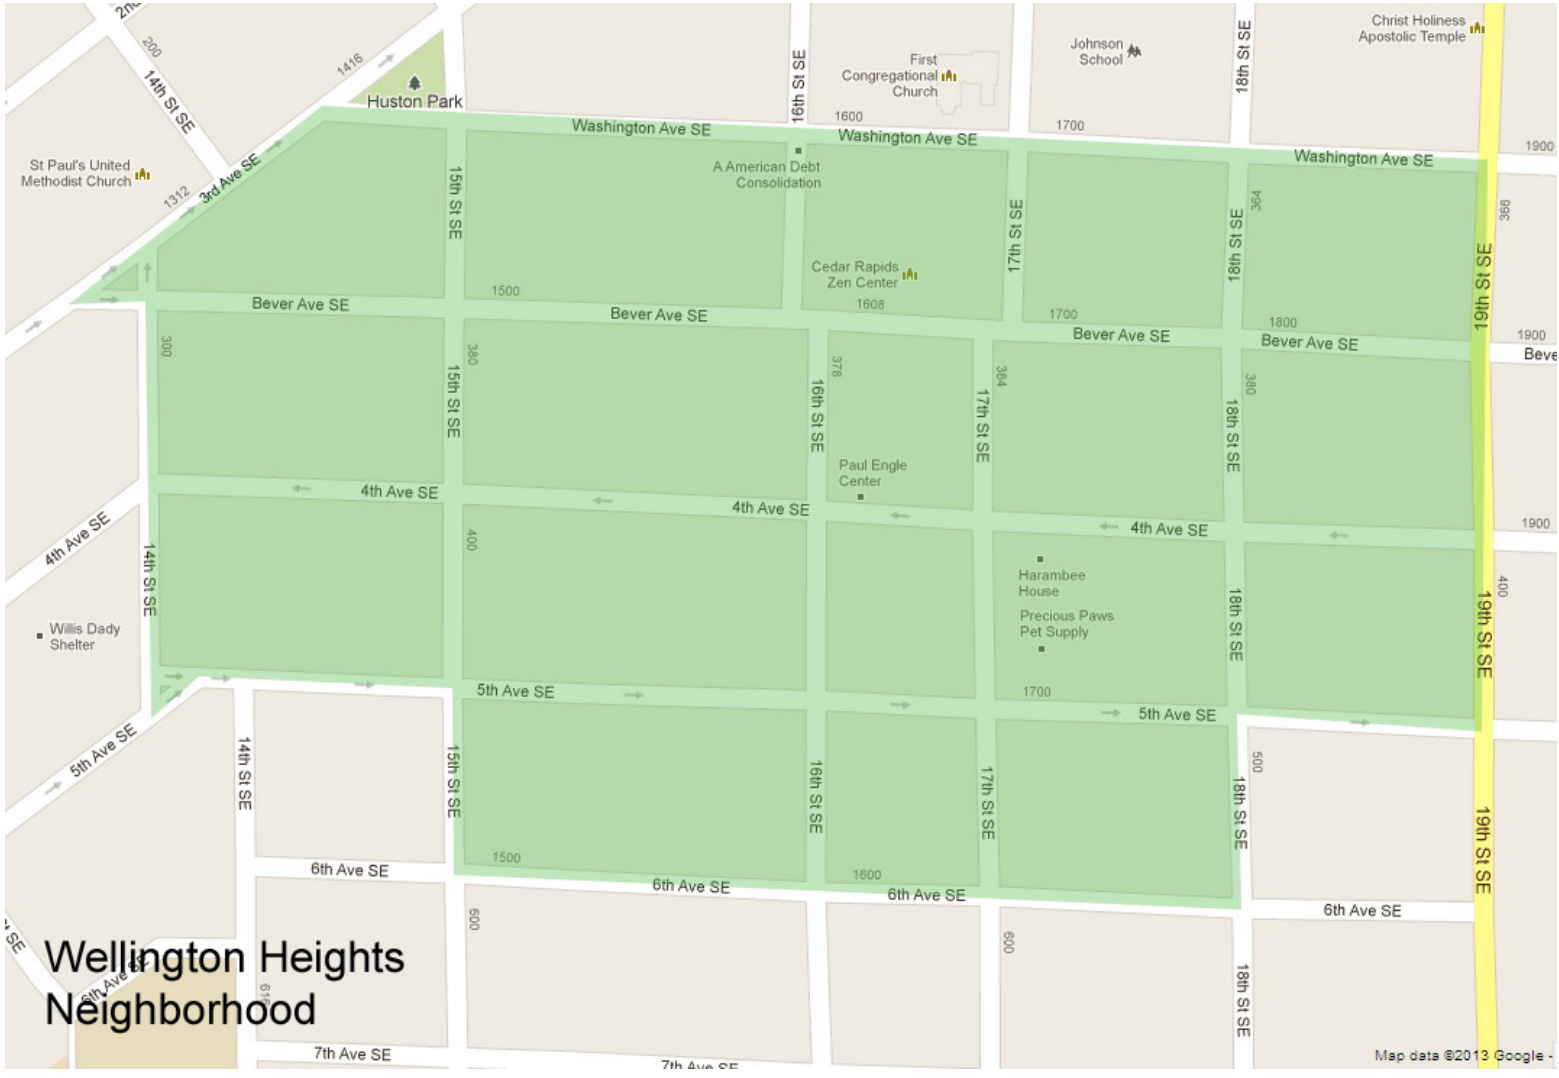 2nd
200
14th St SE
1416
Huston Park
16th St SE
First
Congregational
Church
Johnson
School
18th St SE
Christ Holiness
Apostolic Temple
Washington Ave SE
1600
Washington Ave SE
1700
Washington Ave SE
1900
St Paul's United
Methodist Church
1312
3rd Ave SE
15th St SE
A American Debt
Consolidation
17th St SE
18th St SE
364
366
19th St SE
Cedar Rapids
Zen Center
Bever Ave SE
1500
Bever Ave SE
1608
1700
Bever Ave SE
1800
Bever Ave SE
1900
Beve
300
380
15th St SE
378
16th St SE
384
17th St SE
380
18th St SE
Paul Engle
Center
4th Ave SE
4th Ave SE
4th Ave SE
1900
4th Ave SE
14th St SE
400
Harambee
House
Precious Paws
Pet Supply
18th St SE
400
19th St SE
Willis Dady
Shelter
5th Ave SE
1700
5th Ave SE
5th Ave SE
14th St SE
15th St SE
16th St SE
17th St SE
500
18th St SE
19th St SE
6th Ave SE
1500
6th Ave SE
1600
6th Ave SE
6th Ave SE
St SE
600
600
18th St SE
Wellington Heights
Neighborhood
6th Ave SE
616
7th Ave SE
7th Ave SE
Map data ©2013 Google -